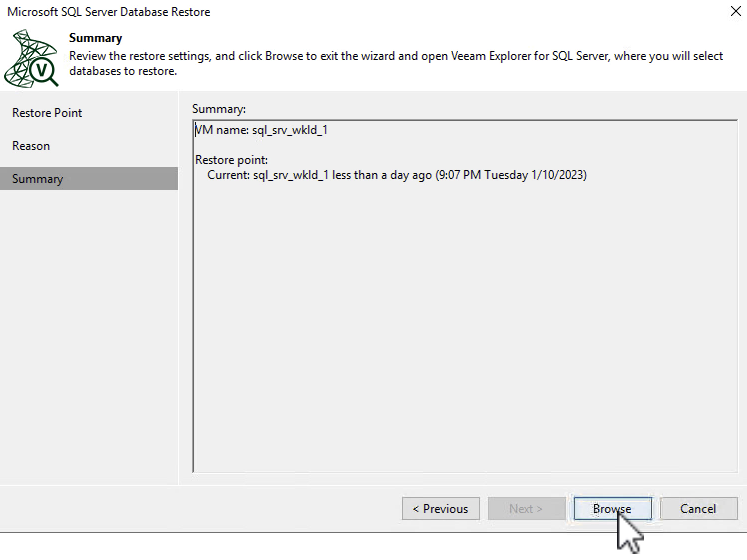 Microsoft SQL Server Database Restore
Summary
Review the restore settings, and click Browse to exit the wizard and open Veeam Explorer for SQL Server, where you will select
databases to restore.
V
Restore Point
Reason
Summary
Summary:
VM name: sql_srv_wkld_1
Restore point:
Current: sql_srv_wkld_1 less than a day ago (9:07 PM Tuesday 1/10/2023)
< Previous
Next >
Browse
Cancel